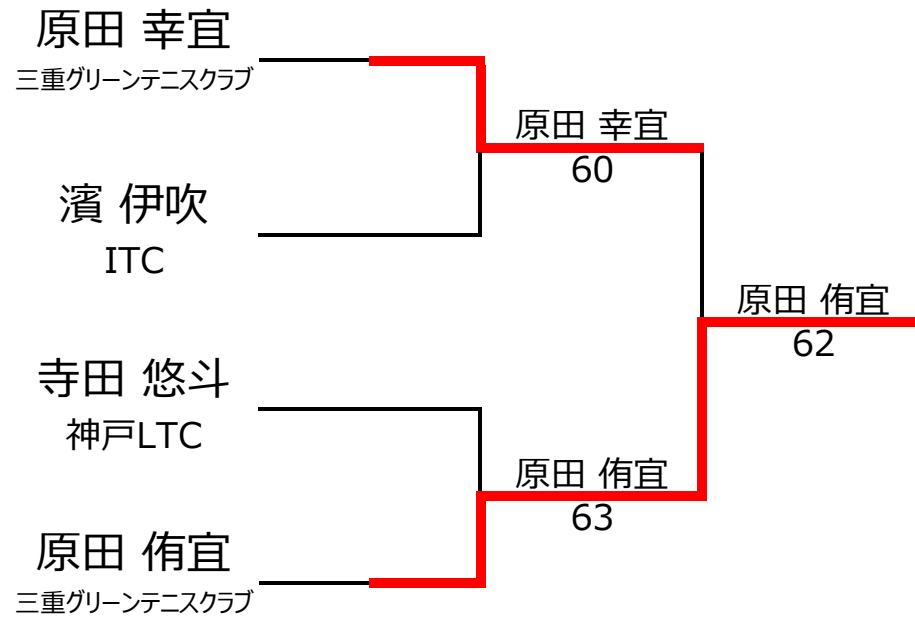 原田 幸宜
三重グリーンテニスクラブ
原田 幸宜
60
濱 伊吹
ITC
原田 侑宜
62
寺田 悠斗
神戸LTC
原田 侑宜
63
原田 侑宜
三重グリーンテニスクラブ